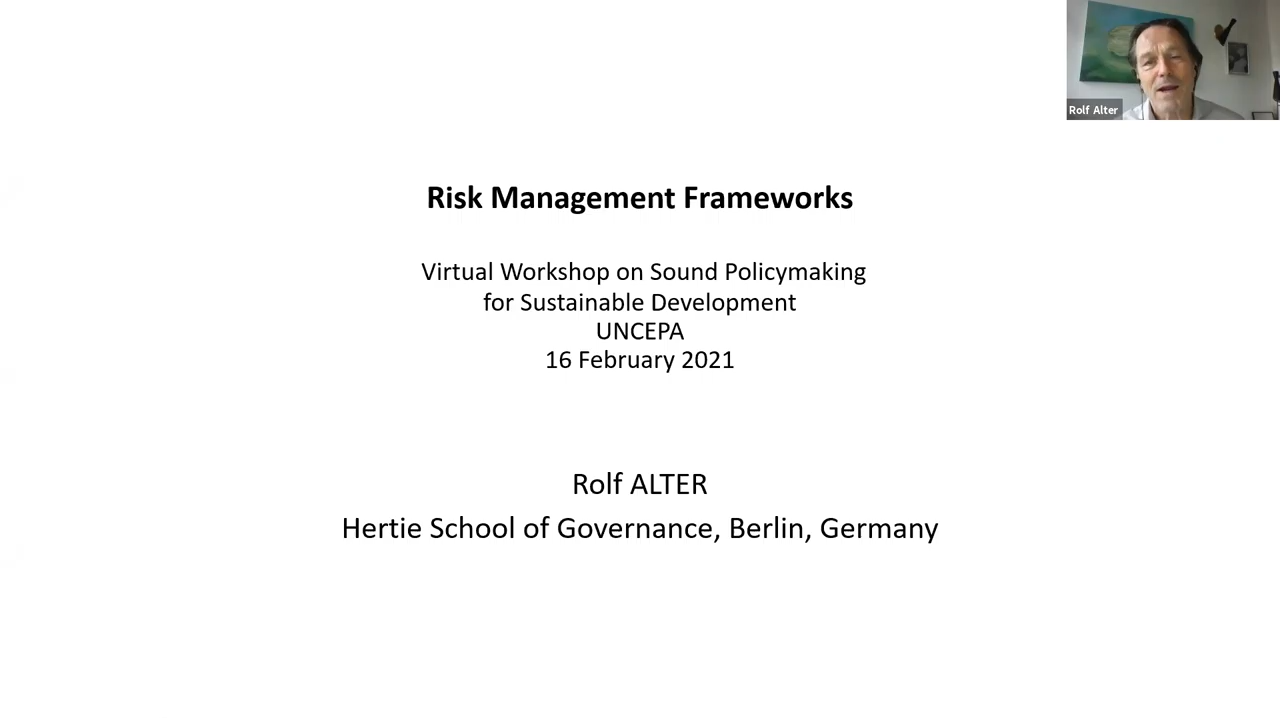 Rolf Alter
Risk Management Frameworks
Virtual Workshop on Sound Policymaking
for Sustainable Development
UNCEPA
16 February 2021
Rolf ALTER
Hertie School of Governance, Berlin, Germany